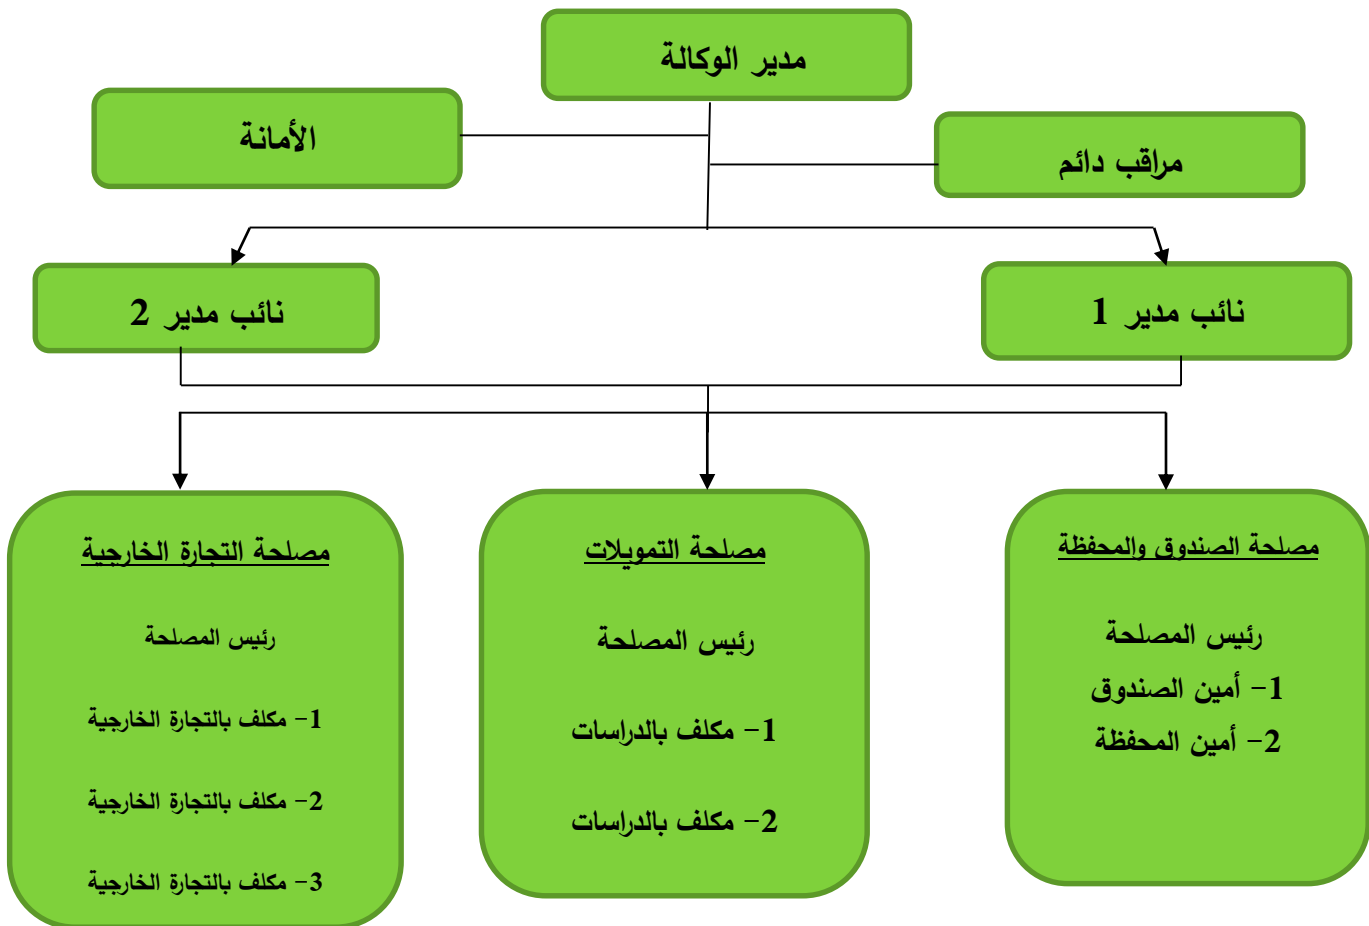 مدير الوكالة
الأمانة
مراقب دائم
نائب مدير 1
نائب مدير 2
مصلحة الصندوق والمحفظة
رئيس المصلحة
1- أمين الصندوق
2- أمين المحفظة
مصلحة التمويلات
رئيس المصلحة
1- مكلف بالدراسات
2- مكلف بالدراسات
مصلحة التجارة الخارجية
رئيس المصلحة
1- مكلف بالتجارة الخارجية
2- مكلف بالتجارة الخارجية
3- مكلف بالتجارة الخارجية